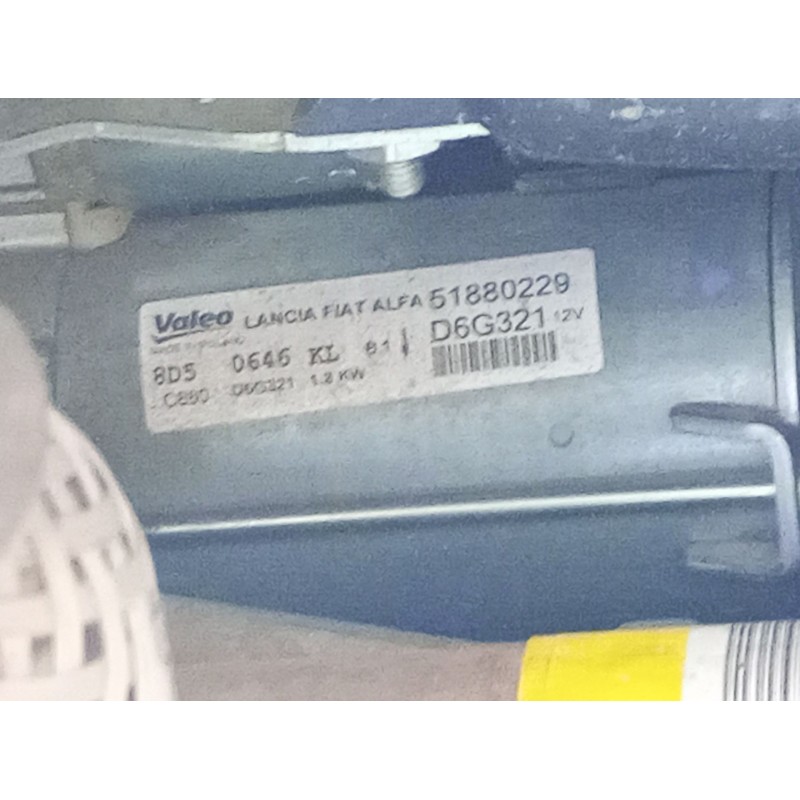 Valeo LANCIA FIAT ALFA 51880229
D6G321 12V
8D5 0646 KL
D6G321 1.2 KW